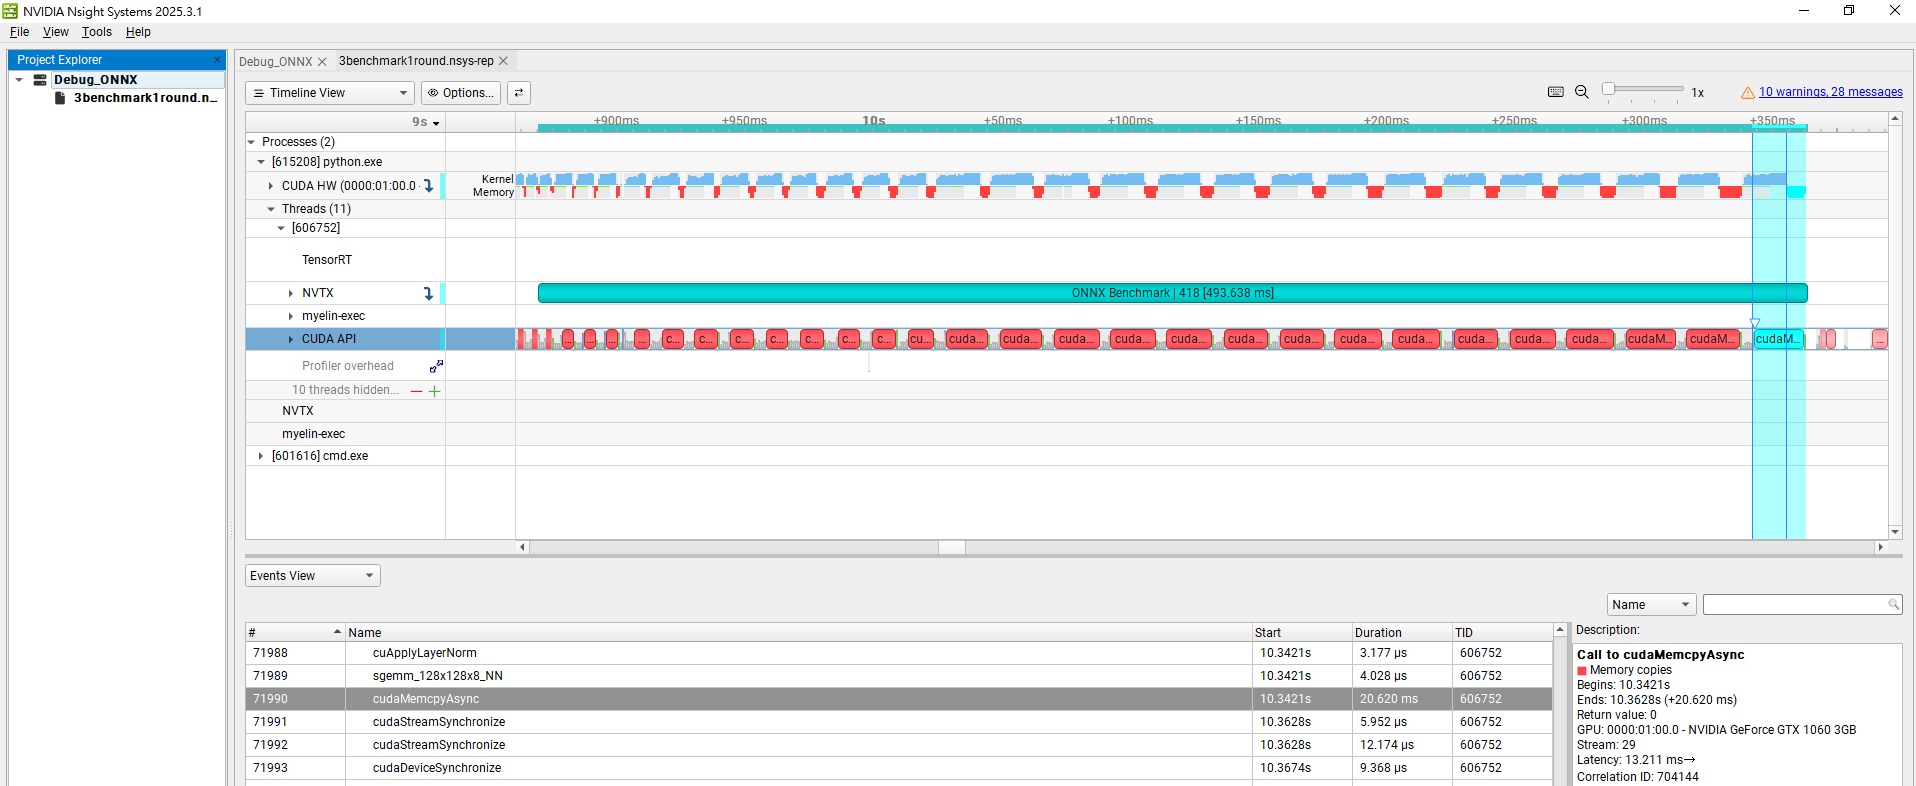 NVIDIA Nsight Systems 2025.3.1
File View Tools Help
Project Explorer
Debug_ONNX
3benchmark1round.n...
Debug_ONNX 3benchmark1round.nsys-rep
Timeline View Options... 1x 10 warnings, 28 messages
9s +900ms +950ms 10s +50ms +100ms +150ms +200ms +250ms +300ms +350ms
Processes (2)
[615208] python.exe
CUDA HW (0000:01:00.0 Kernel
Memory
Threads (11)
[606752]
TensorRT
NVTX ONNX Benchmark | 418 [493.638 ms]
myelin-exec
CUDA API ... ... ... ... c... c... c... c... c... c... c... c... cu... cuda... cuda... cuda... cuda... cuda... cuda... cuda... cuda... cuda... cuda... cuda... cuda... cudaM... cudaM... cudaM... ...
Profiler overhead
10 threads hidden...
NVTX
myelin-exec
[601616] cmd.exe
Events View
Name
# Name Start Duration TID
71988 cuApplyLayerNorm 10.3421s 3.177 μs 606752
71989 sgemm_128x128x8_NN 10.3421s 4.028 μs 606752
71990 cudaMemcpyAsync 10.3421s 20.620 ms 606752
71991 cudaStreamSynchronize 10.3628s 5.952 μs 606752
71992 cudaStreamSynchronize 10.3628s 12.174 μs 606752
71993 cudaDeviceSynchronize 10.3674s 9.368 μs 606752
Description:
Call to cudaMemcpyAsync
Memory copies
Begins: 10.3421s
Ends: 10.3628s (+20.620 ms)
Return value: 0
GPU: 0000:01:00.0 - NVIDIA GeForce GTX 1060 3GB
Stream: 29
Latency: 13.211 ms→
Correlation ID: 704144